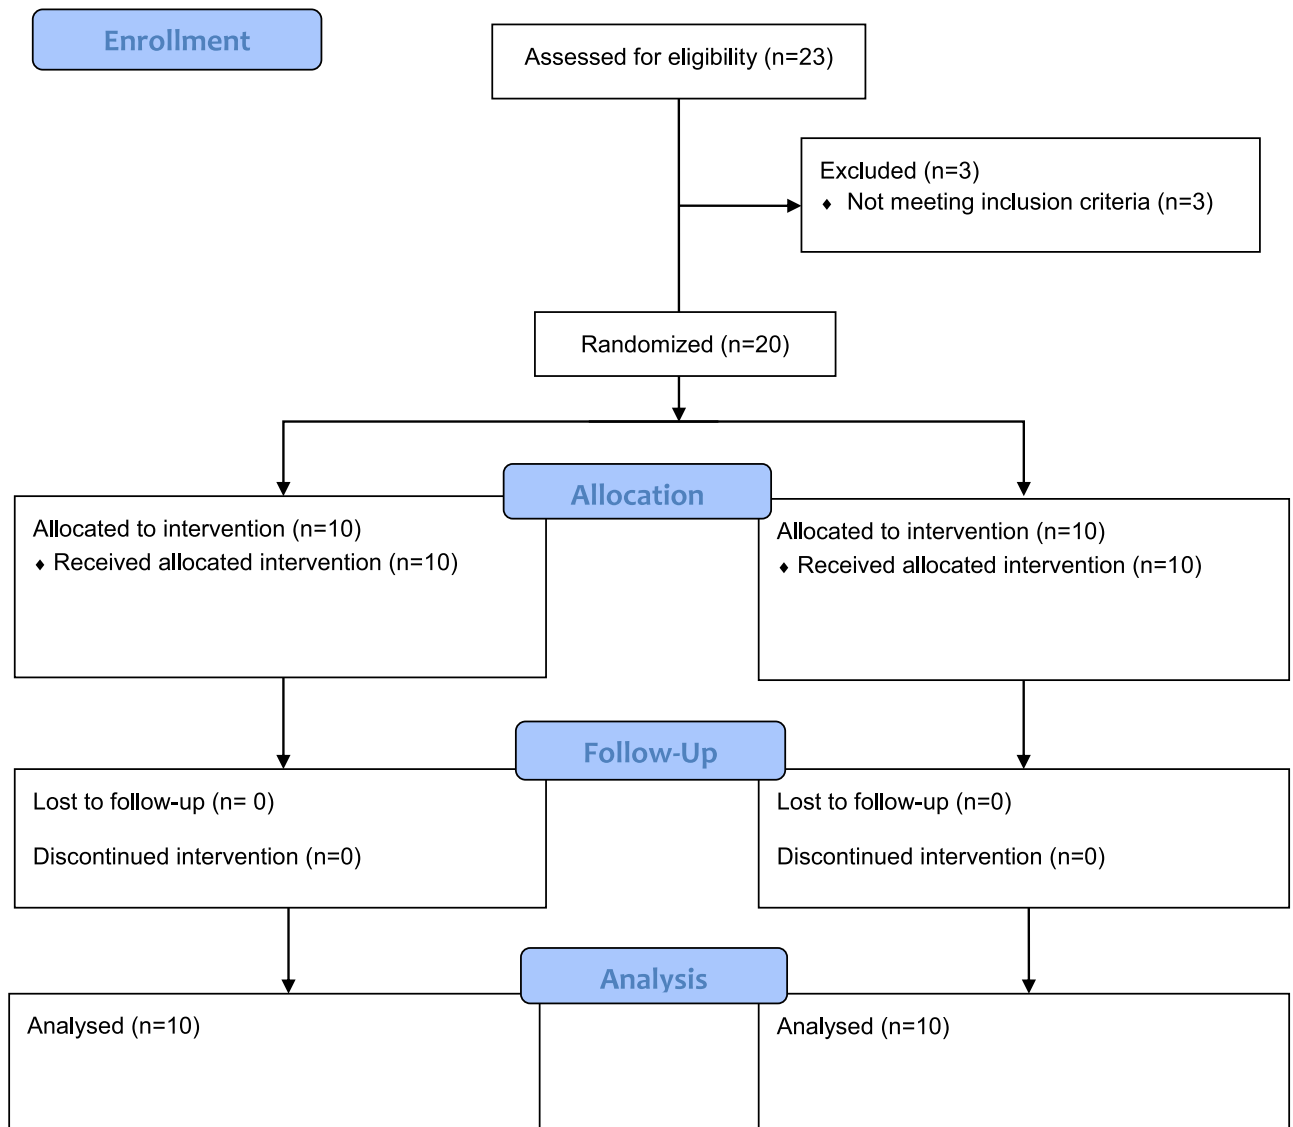 Enrollment
Assessed for eligibility (n=23)
Excluded (n=3)
♦ Not meeting inclusion criteria (n=3)
Randomized (n=20)
Allocation
Allocated to intervention (n=10)
♦ Received allocated intervention (n=10)
Allocated to intervention (n=10)
♦ Received allocated intervention (n=10)
Follow-Up
Lost to follow-up (n= 0)
Discontinued intervention (n=0)
Lost to follow-up (n=0)
Discontinued intervention (n=0)
Analysis
Analysed (n=10)
Analysed (n=10)